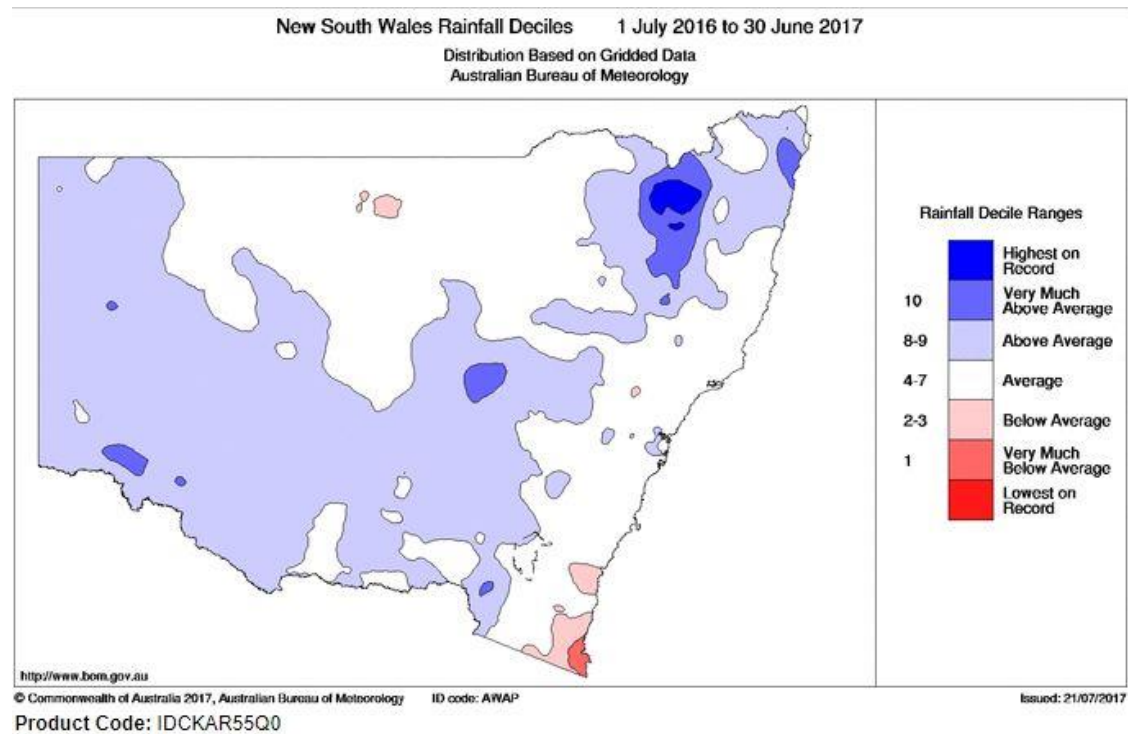 New South Wales Rainfall Deciles 1 July 2016 to 30 June 2017
Distribution Based on Gridded Data
Australian Bureau of Meteorology
Rainfall Decile Ranges
Highest on
Record
10 Very Much
Above Average
8-9 Above Average
4-7 Average
2-3 Below Average
1 Very Much
Below Average
Lowest on
Record
http://www.bom.gov.au
© Commonwealth of Australia 2017, Australian Bureau of Meteorology ID code: AWAP Issued: 21/07/2017
Product Code: IDCKAR55Q0